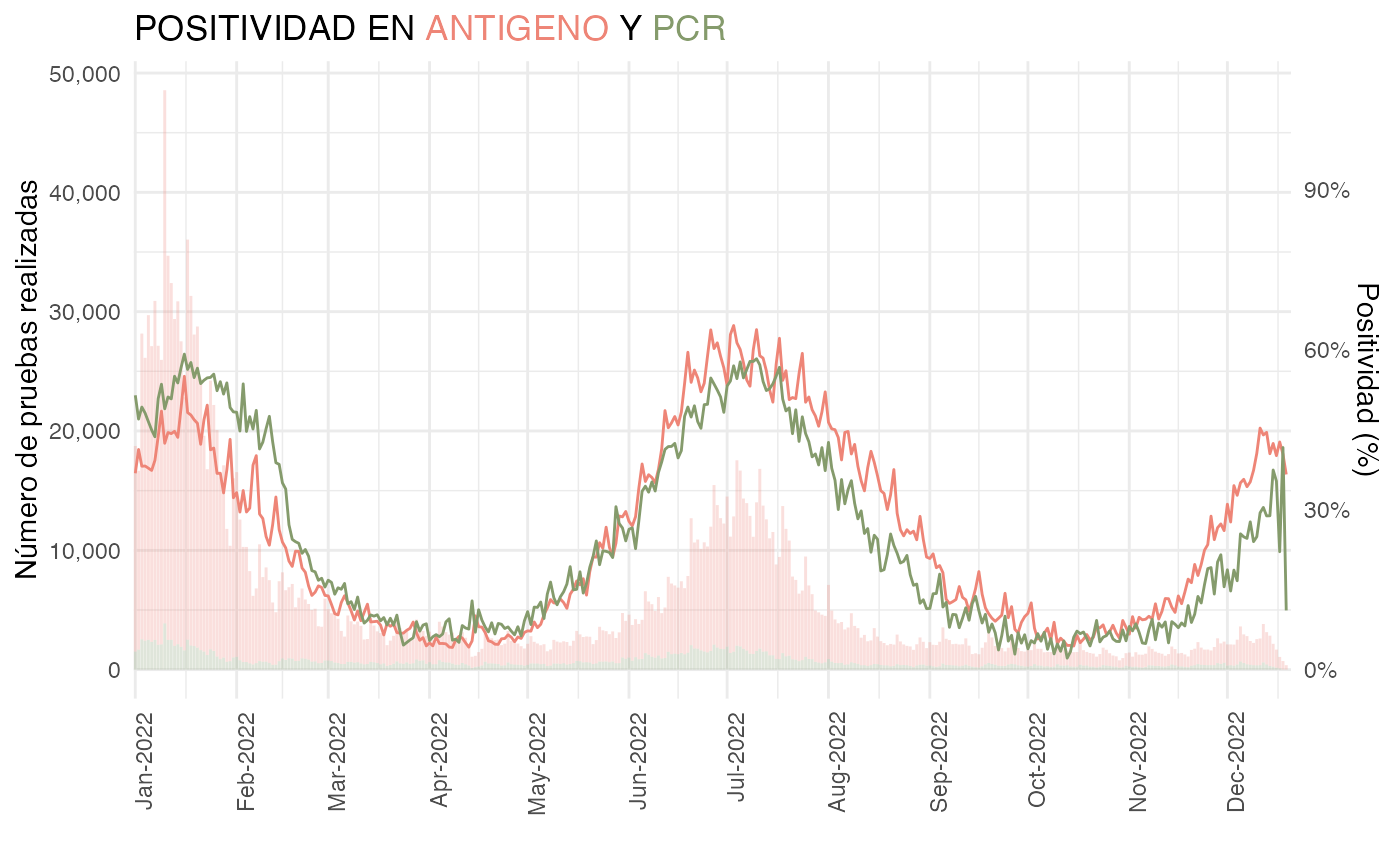 POSITIVIDAD EN ANTIGENO Y PCR
Número de pruebas realizadas
50,000
40,000
30,000
20,000
10,000
0
90%
60%
30%
0%
Positividad (%)
Jan-2022
Feb-2022
Mar-2022
Apr-2022
May-2022
Jun-2022
Jul-2022
Aug-2022
Sep-2022
Oct-2022
Nov-2022
Dec-2022